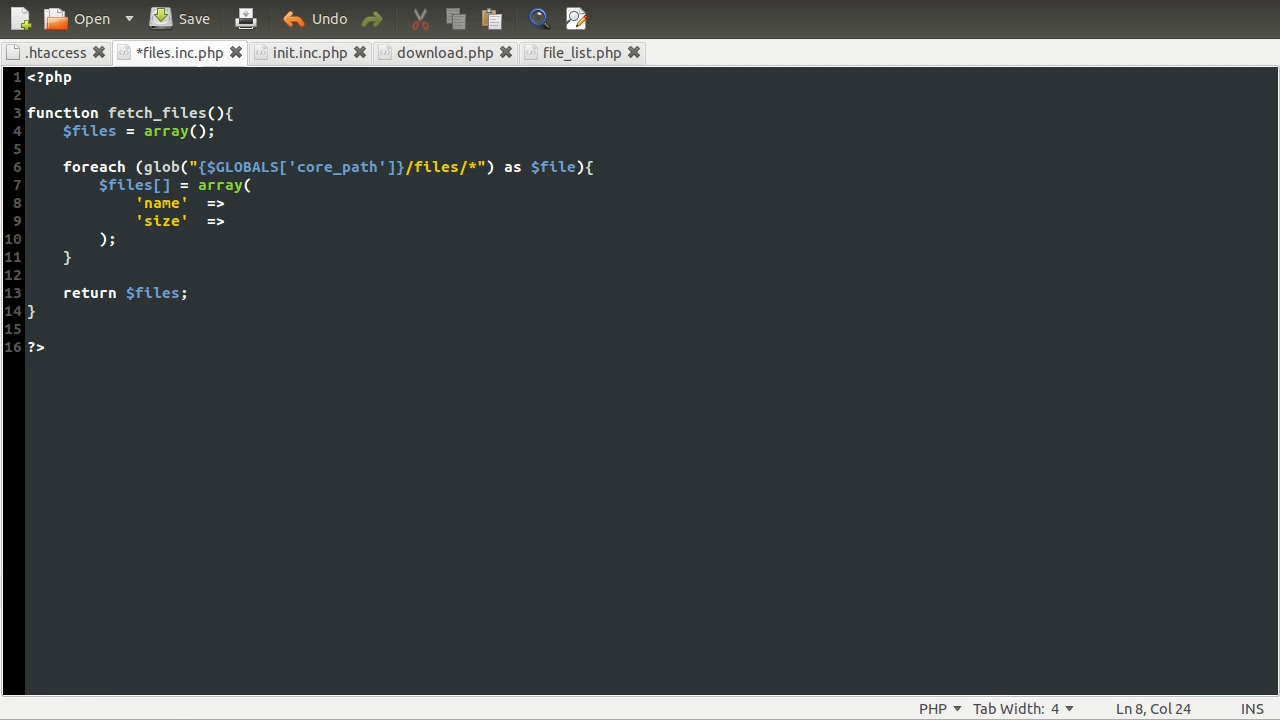 Open Save Undo
.htaccess *files.inc.php init.inc.php download.php file_list.php
1 <?php
2
3 function fetch_files(){
4     $files = array();
5
6     foreach (glob("{$GLOBALS['core_path']}/files/*") as $file){
7         $files[] = array(
8             'name'  =>
9             'size'  =>
10         );
11     }
12
13     return $files;
14 }
15
16 ?>
PHP Tab Width: 4 Ln 8, Col 24 INS